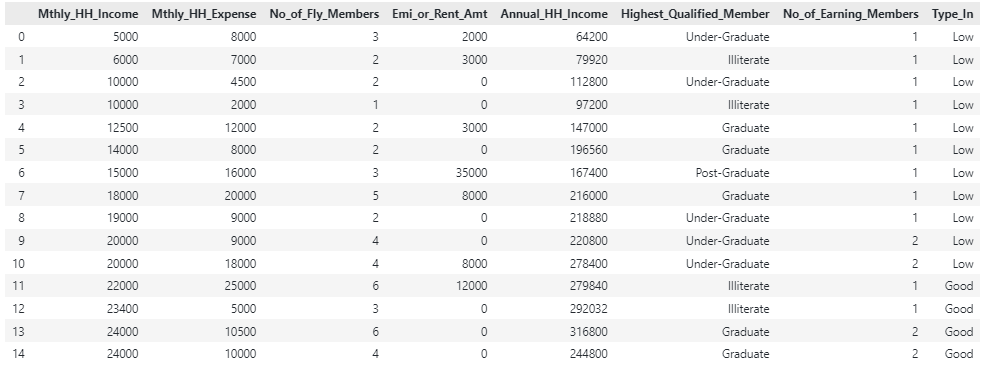 Mthly_HH_Income Mthly_HH_Expense No_of_Fly_Members Emi_or_Rent_Amt Annual_HH_Income Highest_Qualified_Member No_of_Earning_Members Type_In
0 5000 8000 3 2000 64200 Under-Graduate 1 Low
1 6000 7000 2 3000 79920 Illiterate 1 Low
2 10000 4500 2 0 112800 Under-Graduate 1 Low
3 10000 2000 1 0 97200 Illiterate 1 Low
4 12500 12000 2 3000 147000 Graduate 1 Low
5 14000 8000 2 0 196560 Graduate 1 Low
6 15000 16000 3 35000 167400 Post-Graduate 1 Low
7 18000 20000 5 8000 216000 Graduate 1 Low
8 19000 9000 2 0 218880 Under-Graduate 1 Low
9 20000 9000 4 0 220800 Under-Graduate 2 Low
10 20000 18000 4 8000 278400 Under-Graduate 2 Low
11 22000 25000 6 12000 279840 Illiterate 1 Good
12 23400 5000 3 0 292032 Illiterate 1 Good
13 24000 10500 6 0 316800 Graduate 2 Good
14 24000 10000 4 0 244800 Graduate 2 Good